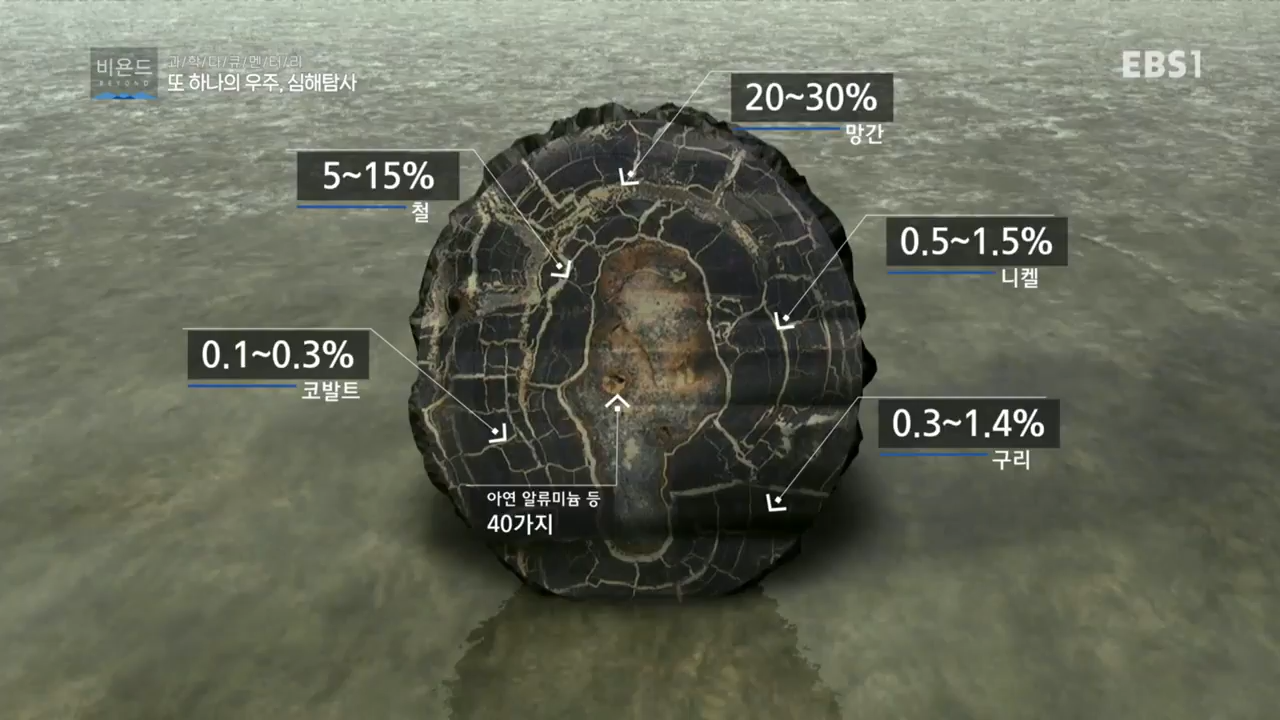 비욘드
BEYOND
과/학/다/큐/멘/터/리
또 하나의 우주, 심해탐사
EBS1
20~30%
망간
5~15%
철
0.5~1.5%
니켈
0.1~0.3%
코발트
0.3~1.4%
구리
아연 알류미늄 등
40가지